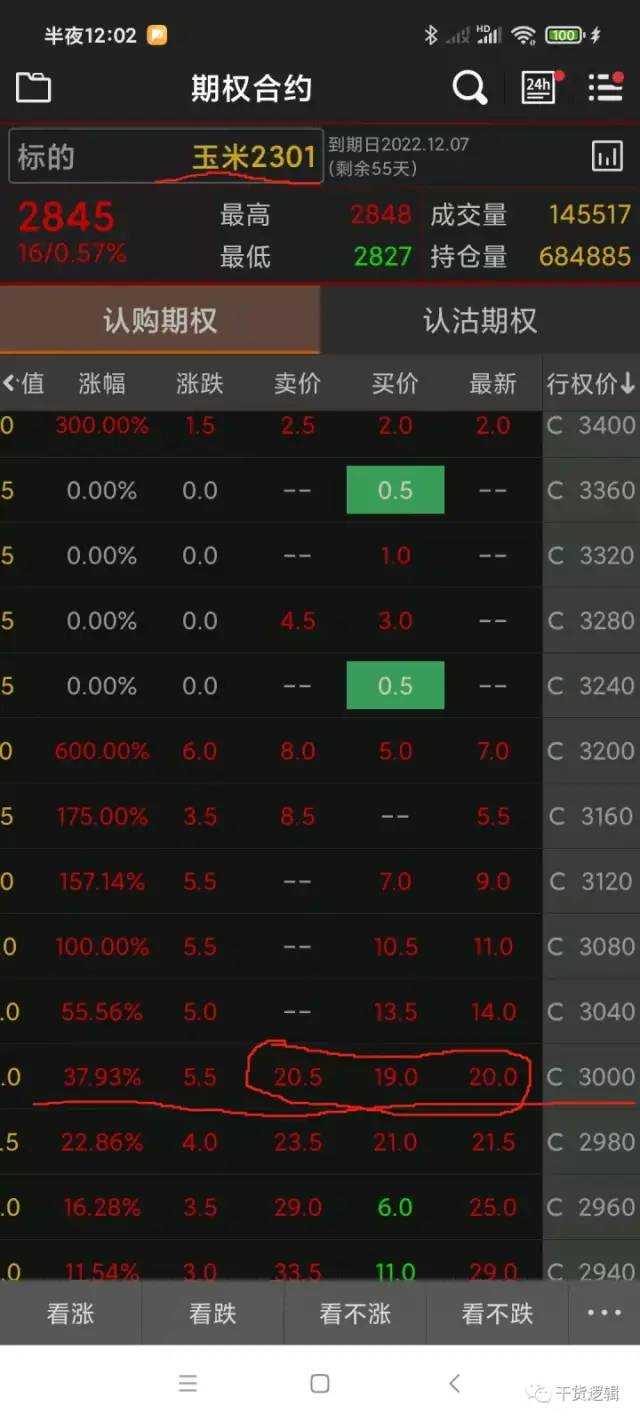 半夜12:02
HD
100
期权合约
24h
标的 玉米2301
到期日2022.12.07
(剩余55天)
2845 最高 2848 成交量 145517
16/0.57% 最低 2827 持仓量 684885
认购期权 认沽期权
值 涨幅 涨跌 卖价 买价 最新 行权价↓
0 300.00% 1.5 2.5 2.0 2.0 C 3400
5 0.00% 0.0 -- 0.5 -- C 3360
5 0.00% 0.0 -- 1.0 -- C 3320
5 0.00% 0.0 4.5 3.0 -- C 3280
5 0.00% 0.0 -- 0.5 -- C 3240
0 600.00% 6.0 8.0 5.0 7.0 C 3200
5 175.00% 3.5 8.5 -- 5.5 C 3160
0 157.14% 5.5 -- 7.0 9.0 C 3120
.0 100.00% 5.5 -- 10.5 11.0 C 3080
.0 55.56% 5.0 -- 13.5 14.0 C 3040
.0 37.93% 5.5 20.5 19.0 20.0 C 3000
.5 22.86% 4.0 23.5 21.0 21.5 C 2980
.0 16.28% 3.5 29.0 6.0 25.0 C 2960
.0 11.54% 3.0 33.5 11.0 29.0 C 2940
看涨 看跌 看不涨 看不跌 ···
干货逻辑